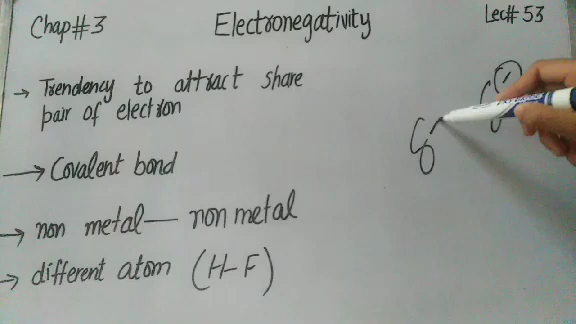 Chap#3
Electronegativity
Lec# 53
→ Trendency to attract share
pair of electron
→ Covalent bond
→ non metal — non metal
→ different atom (H-F)